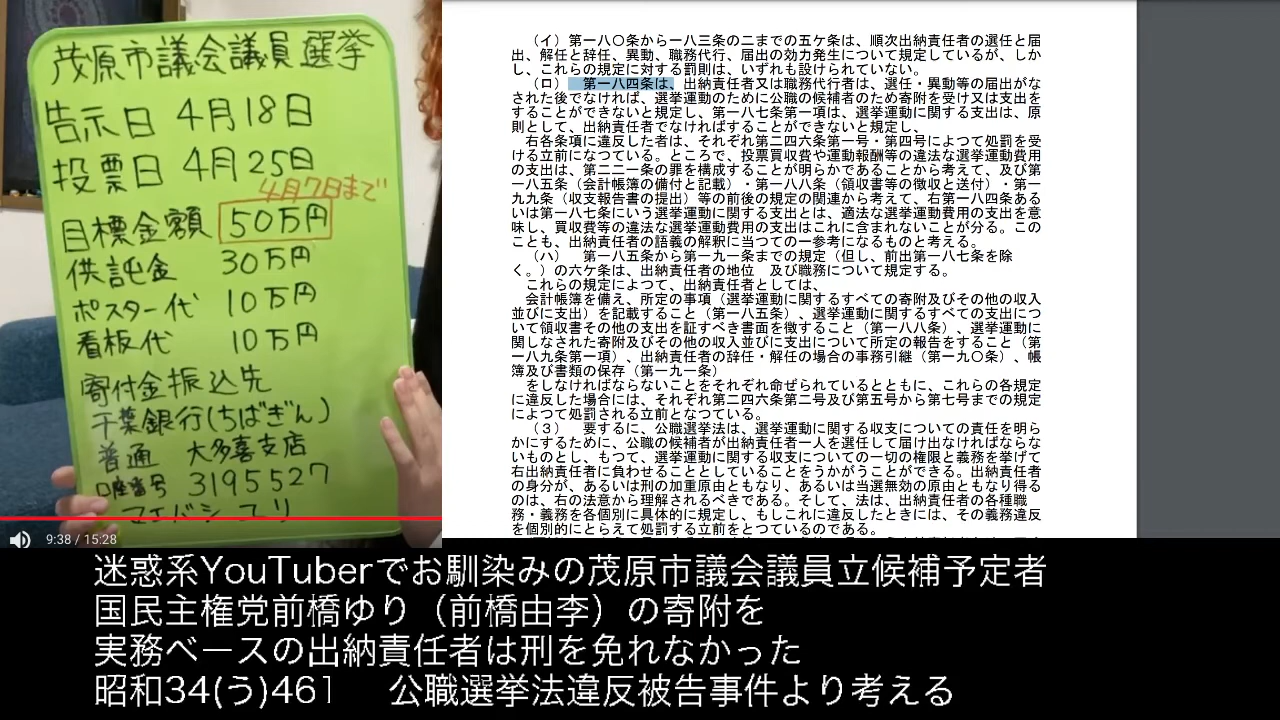 茂原市議会議員選挙
告示日 4月18日
投票日 4月25日
4月7日まで
目標金額 50万円
供託金 30万円
ポスター代 10万円
看板代 10万円
寄付金振込先
千葉銀行(ちばぎん)
普通 大多喜支店
口座番号 3195527
マエバシ ユリ
9:38 / 15:28
(イ)第一八〇条から一八三条の二までの五ケ条は、順次出納責任者の選任と届
出、解任と辞任、異動、職務代行、届出の効力発生について規定しているが、しか
し、これらの規定に対する罰則は、いずれも設けられていない。
(ロ) 第一八四条は、出納責任者又は職務代行者は、選任・異動等の届出がな
された後でなければ、選挙運動のために公職の候補者のため寄附を受け又は支出を
することができないと規定し、第一八七条第一項は、選挙運動に関する支出は、原
則として、出納責任者でなければすることができないと規定し、
右各条項に違反した者は、それぞれ第二四六条第一号・第四号によつて処罰を受
ける立前になつている。ところで、投票買収費や運動報酬等の違法な選挙運動費用
の支出は、第二二一条の罪を構成することが明らかであることから考えて、及び第
一八五条(会計帳簿の備付と記載)・第一八八条(領収書等の徴収と送付)・第一
九九条(収支報告書の提出)等の前後の規定の関連から考えて、右第一八四条ある
いは第一八七条にいう選挙運動に関する支出とは、適法な選挙運動費用の支出を意
味し、買収費等の違法な選挙運動費用の支出はこれに含まれないことが分る。この
ことも、出納責任者の語義の解釈に当つての一参考になるものと考える。
(ハ) 第一八五条から第一九一条までの規定(但し、前出第一八七条を除
く。)の六ケ条は、出納責任者の地位 及び職務について規定する。
これらの規定によつて、出納責任者としては、
会計帳簿を備え、所定の事項(選挙運動に関するすべての寄附及びその他の収入
並びに支出)を記載すること(第一八五条)、選挙運動に関するすべての支出につ
いて領収書その他の支出を証すべき書面を徴すること(第一八八条)、選挙運動に
関しなされた寄附及びその他の収入並びに支出について所定の報告をすること(第
一八九条第一項)、出納責任者の辞任・解任の場合の事務引継(第一九〇条)、帳
簿及び書類の保存(第一九一条)
をしなければならないことをそれぞれ命ぜられているとともに、これらの各規定
に違反した場合には、それぞれ第二四六条第二号及び第五号から第七号までの規定
によつて処罰される立前となつている。
(3) 要するに、公職選挙法は、選挙運動に関する収支についての責任を明ら
かにするために、公職の候補者が出納責任者一人を選任して届け出なければならな
いものとし、もつて、選挙運動に関する収支についての一切の権限と義務を挙げて
右出納責任者に負わせることとしていることをうかがうことができる。出納責任者
の身分が、あるいは刑の加重原由ともなり、あるいは当選無効の原由ともなり得る
のは、右の法意から理解されるべきである。そして、法は、出納責任者の各種職
務・義務を各個別に具体的に規定し、もしこれに違反したときには、その義務違反
を個別的にとらえて処罰する立前をとつているのである。
迷惑系YouTuberでお馴染みの茂原市議会議員立候補予定者
国民主権党前橋ゆり(前橋由李)の寄附を
実務ベースの出納責任者は刑を免れなかった
昭和34(う)461 公職選挙法違反被告事件より考える